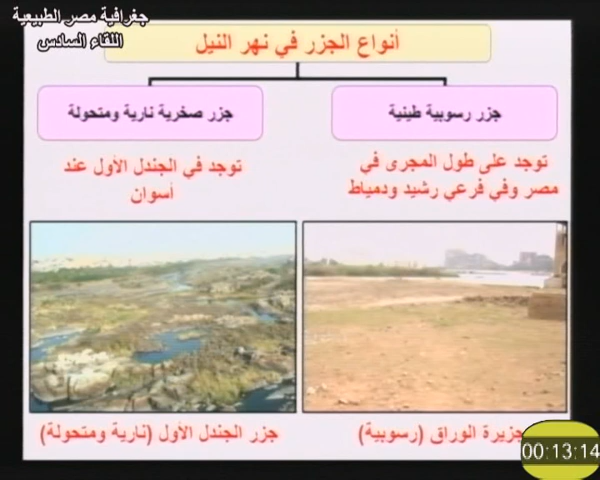 جغرافية مصر الطبيعية
اللقاء السادس
أنواع الجزر في نهر النيل
جزر رسوبية طينية
جزر صخرية نارية ومتحولة
توجد على طول المجرى في
مصر وفي فرعي رشيد ودمياط
توجد في الجندل الأول عند
أسوان
جزيرة الوراق (رسوبية)
جزر الجندل الأول (نارية ومتحولة)
00:13:14